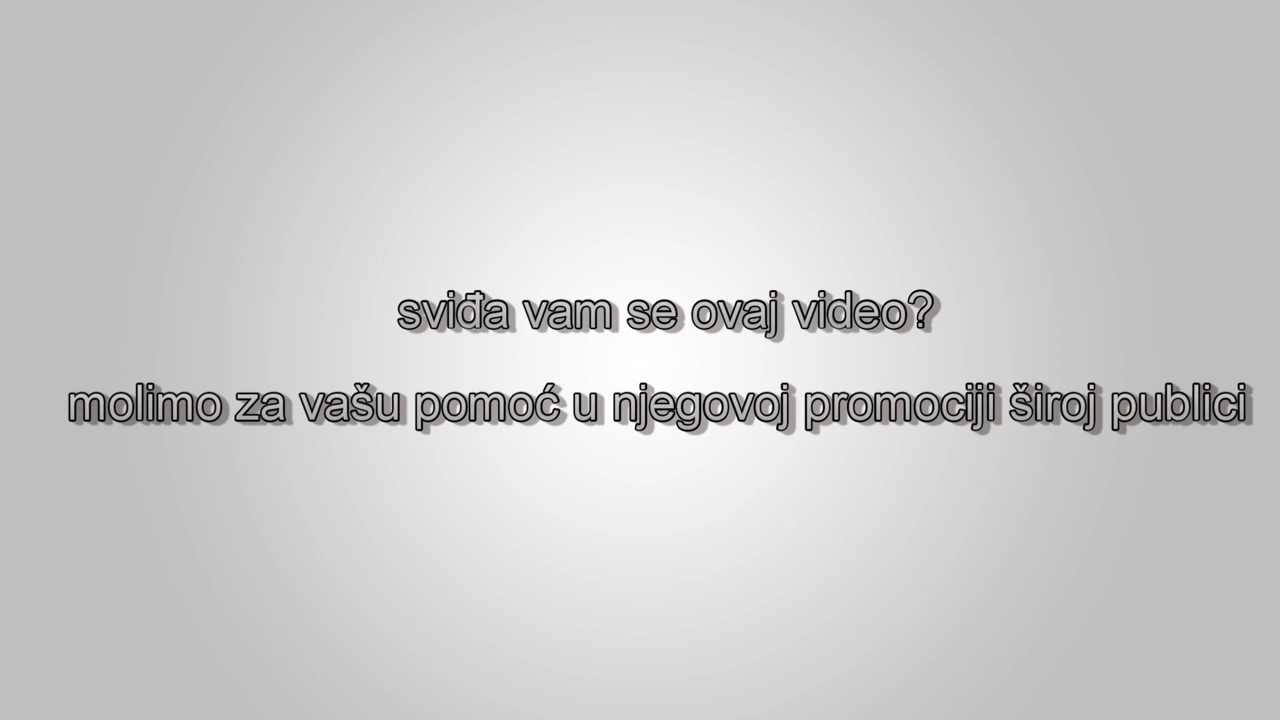 sviđa vam se ovaj video?
molimo za vašu pomoć u njegovoj promociji široj publici